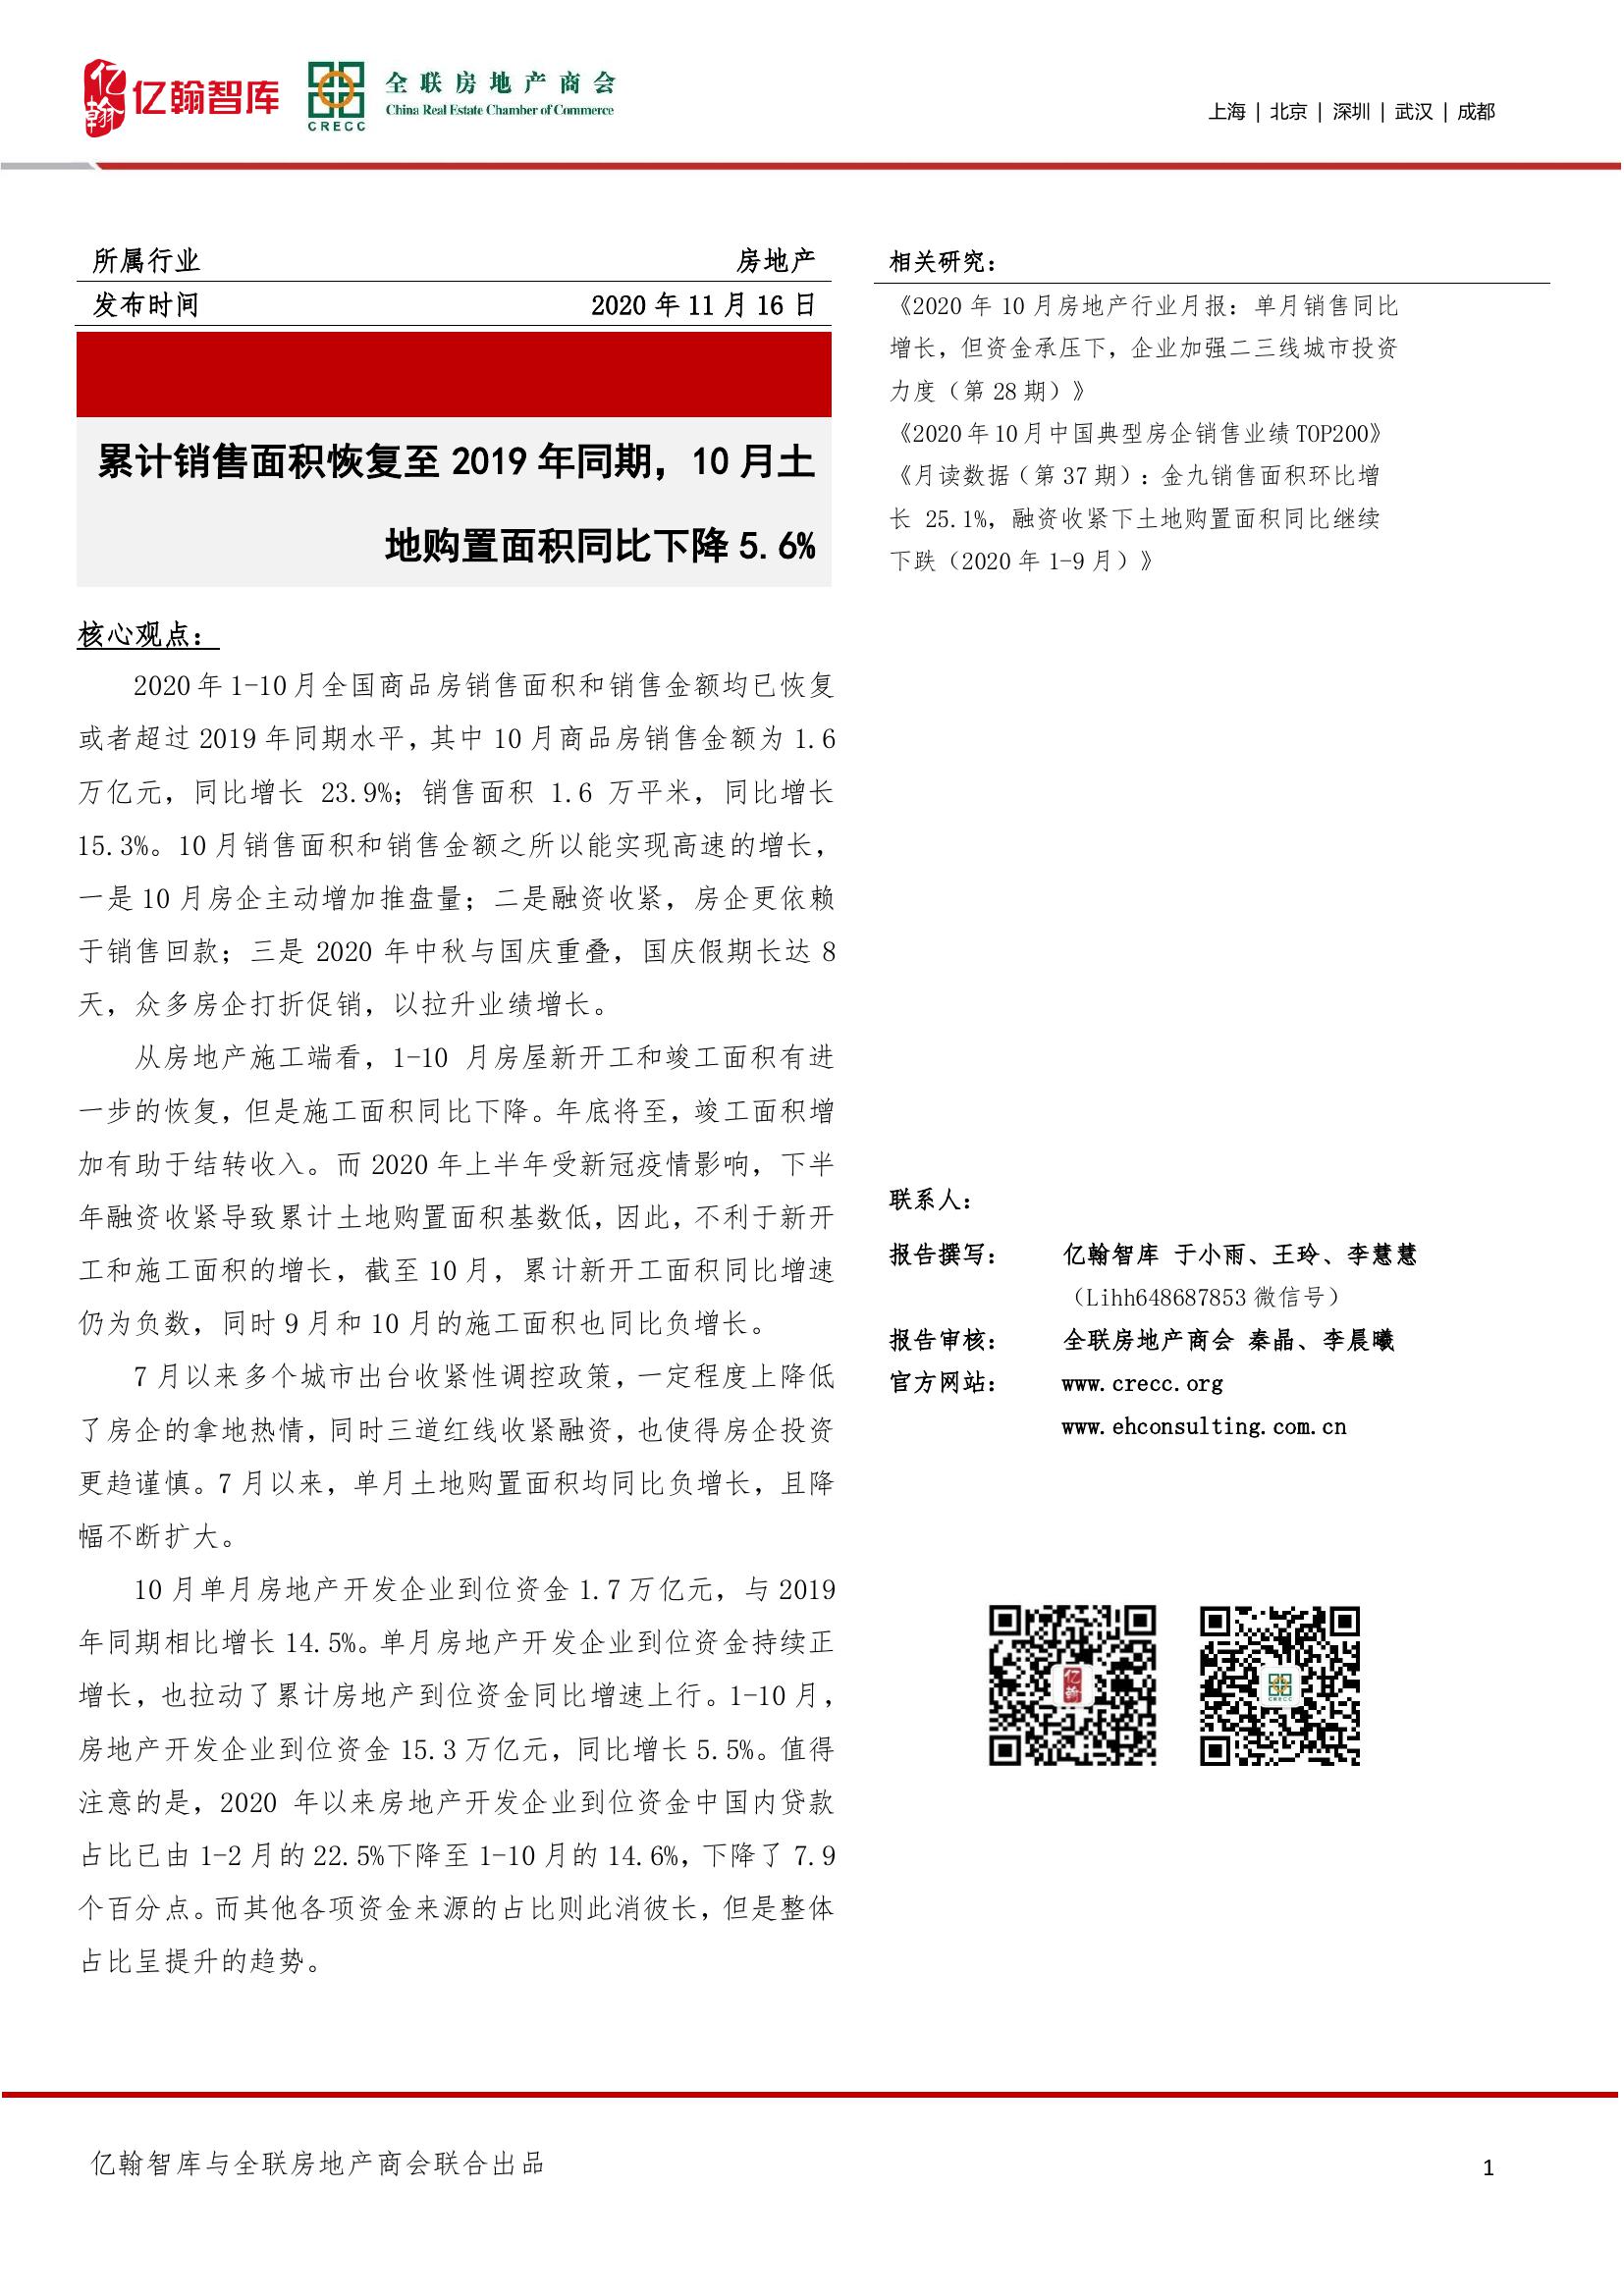 亿翰
亿翰智库
CRECC
全联房地产商会
China Real Estate Chamber of Commerce
上海 | 北京 | 深圳 | 武汉 | 成都
所属行业 房地产
发布时间 2020 年 11 月 16 日
累计销售面积恢复至 2019 年同期，10 月土
地购置面积同比下降 5.6%
核心观点：
2020 年 1-10 月全国商品房销售面积和销售金额均已恢复
或者超过 2019 年同期水平，其中 10 月商品房销售金额为 1.6
万亿元，同比增长 23.9%；销售面积 1.6 万平米，同比增长
15.3%。10 月销售面积和销售金额之所以能实现高速的增长，
一是 10 月房企主动增加推盘量；二是融资收紧，房企更依赖
于销售回款；三是 2020 年中秋与国庆重叠，国庆假期长达 8
天，众多房企打折促销，以拉升业绩增长。
从房地产施工端看，1-10 月房屋新开工和竣工面积有进
一步的恢复，但是施工面积同比下降。年底将至，竣工面积增
加有助于结转收入。而 2020 年上半年受新冠疫情影响，下半
年融资收紧导致累计土地购置面积基数低，因此，不利于新开
工和施工面积的增长，截至 10 月，累计新开工面积同比增速
仍为负数，同时 9 月和 10 月的施工面积也同比负增长。
7 月以来多个城市出台收紧性调控政策，一定程度上降低
了房企的拿地热情，同时三道红线收紧融资，也使得房企投资
更趋谨慎。7 月以来，单月土地购置面积均同比负增长，且降
幅不断扩大。
10 月单月房地产开发企业到位资金 1.7 万亿元，与 2019
年同期相比增长 14.5%。单月房地产开发企业到位资金持续正
增长，也拉动了累计房地产到位资金同比增速上行。1-10 月，
房地产开发企业到位资金 15.3 万亿元，同比增长 5.5%。值得
注意的是，2020 年以来房地产开发企业到位资金中国内贷款
占比已由 1-2 月的 22.5%下降至 1-10 月的 14.6%，下降了 7.9
个百分点。而其他各项资金来源的占比则此消彼长，但是整体
占比呈提升的趋势。
相关研究：
《2020 年 10 月房地产行业月报：单月销售同比
增长，但资金承压下，企业加强二三线城市投资
力度（第 28 期）》
《2020 年 10 月中国典型房企销售业绩 TOP200》
《月读数据（第 37 期）：金九销售面积环比增
长 25.1%，融资收紧下土地购置面积同比继续
下跌（2020 年 1-9 月）》
联系人：
报告撰写： 亿翰智库 于小雨、王玲、李慧慧
（Lihh648687853 微信号）
报告审核： 全联房地产商会 秦晶、李晨曦
官方网站： www.crecc.org
www.ehconsulting.com.cn
亿翰
CRECC
亿翰智库与全联房地产商会联合出品
1